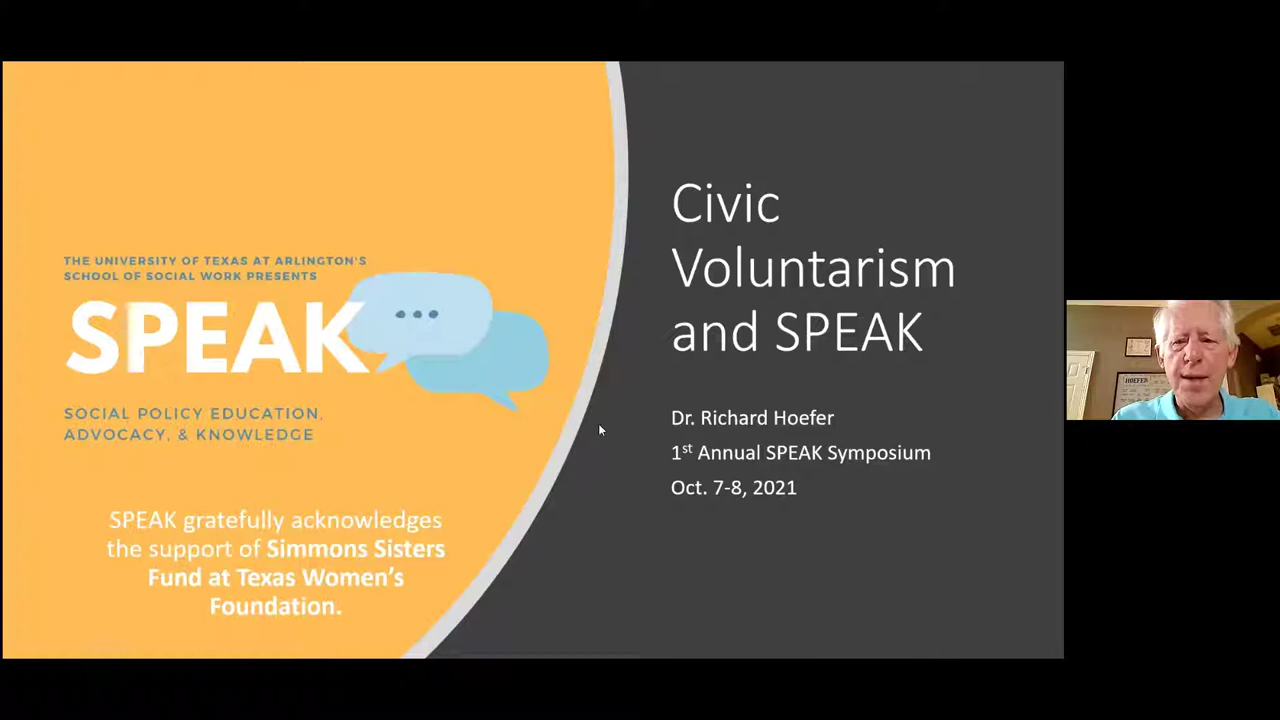 THE UNIVERSITY OF TEXAS AT ARLINGTON'S
SCHOOL OF SOCIAL WORK PRESENTS
SPEAK
SOCIAL POLICY EDUCATION,
ADVOCACY, & KNOWLEDGE
SPEAK gratefully acknowledges
the support of Simmons Sisters
Fund at Texas Women's
Foundation.
Civic
Voluntarism
and SPEAK
Dr. Richard Hoefer
1st Annual SPEAK Symposium
Oct. 7-8, 2021
HOEFER